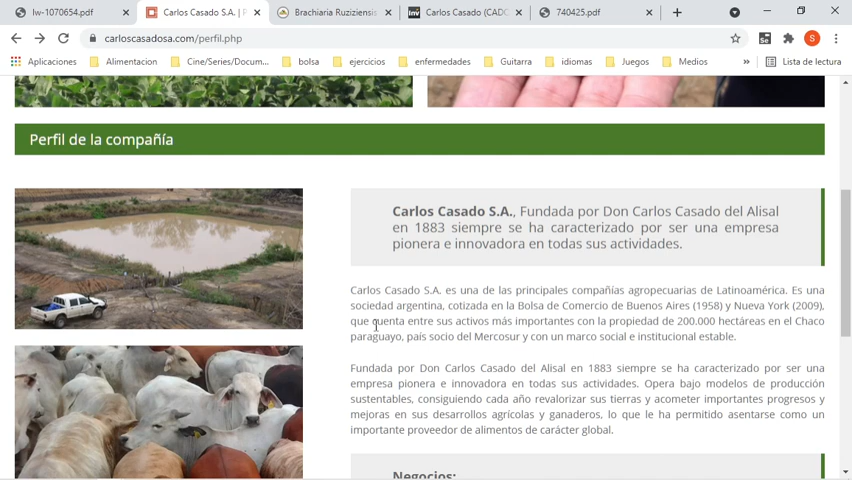 lw-1070654.pdf
Carlos Casado S.A. | P
Brachiaria Ruziziensis
Carlos Casado (CADO
740425.pdf
carloscasadosa.com/perfil.php
Aplicaciones
Alimentacion
Cine/Series/Docum...
bolsa
ejercicios
enfermedades
Guitarra
idiomas
Juegos
Medios
Lista de lectura
Perfil de la compañía
Carlos Casado S.A., Fundada por Don Carlos Casado del Alisal
en 1883 siempre se ha caracterizado por ser una empresa
pionera e innovadora en todas sus actividades.
Carlos Casado S.A. es una de las principales compañías agropecuarias de Latinoamérica. Es una
sociedad argentina, cotizada en la Bolsa de Comercio de Buenos Aires (1958) y Nueva York (2009),
que cuenta entre sus activos más importantes con la propiedad de 200.000 hectáreas en el Chaco
paraguayo, país socio del Mercosur y con un marco social e institucional estable.
Fundada por Don Carlos Casado del Alisal en 1883 siempre se ha caracterizado por ser una
empresa pionera e innovadora en todas sus actividades. Opera bajo modelos de producción
sustentables, consiguiendo cada año revalorizar sus tierras y acometer importantes progresos y
mejoras en sus desarrollos agrícolas y ganaderos, lo que le ha permitido asentarse como un
importante proveedor de alimentos de carácter global.
Negocios: